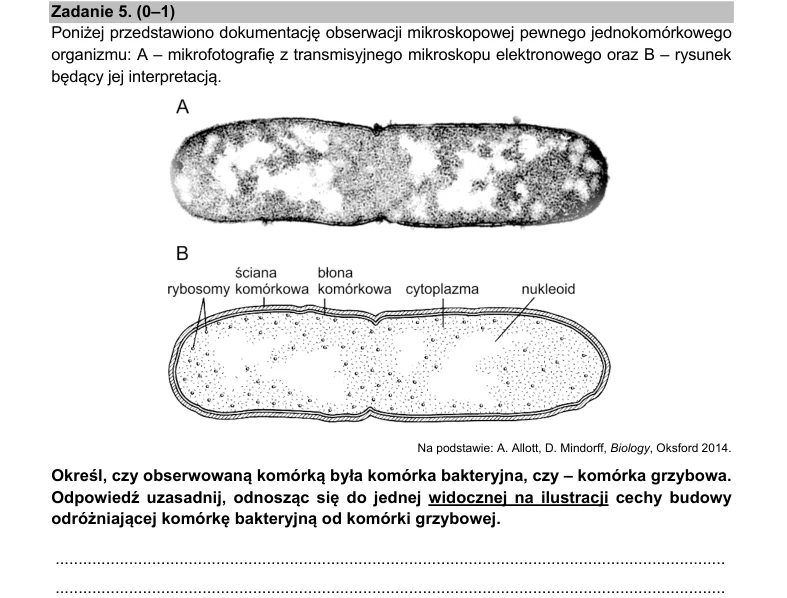 Zadanie 5. (0–1)
Poniżej przedstawiono dokumentację obserwacji mikroskopowej pewnego jednokomórkowego
organizmu: A – mikrofotografię z transmisyjnego mikroskopu elektronowego oraz B – rysunek
będący jej interpretacją.
A
B
ściana błona
rybosomy komórkowa komórkowa cytoplazma nukleoid
Na podstawie: A. Allott, D. Mindorff, Biology, Oksford 2014.
Określ, czy obserwowaną komórką była komórka bakteryjna, czy – komórka grzybowa.
Odpowiedź uzasadnij, odnosząc się do jednej widocznej na ilustracji cechy budowy
odróżniającej komórkę bakteryjną od komórki grzybowej.